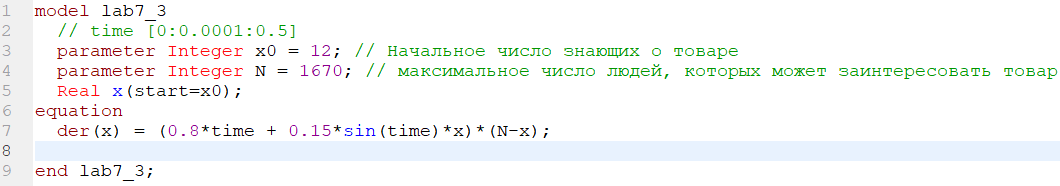 1 model lab7_3
2   // time [0:0.0001:0.5]
3   parameter Integer x0 = 12; // Начальное число знающих о товаре
4   parameter Integer N = 1670; // максимальное число людей, которых может заинтересовать товар
5   Real x(start=x0);
6 equation
7   der(x) = (0.8*time + 0.15*sin(time)*x)*(N-x);
8
9 end lab7_3;